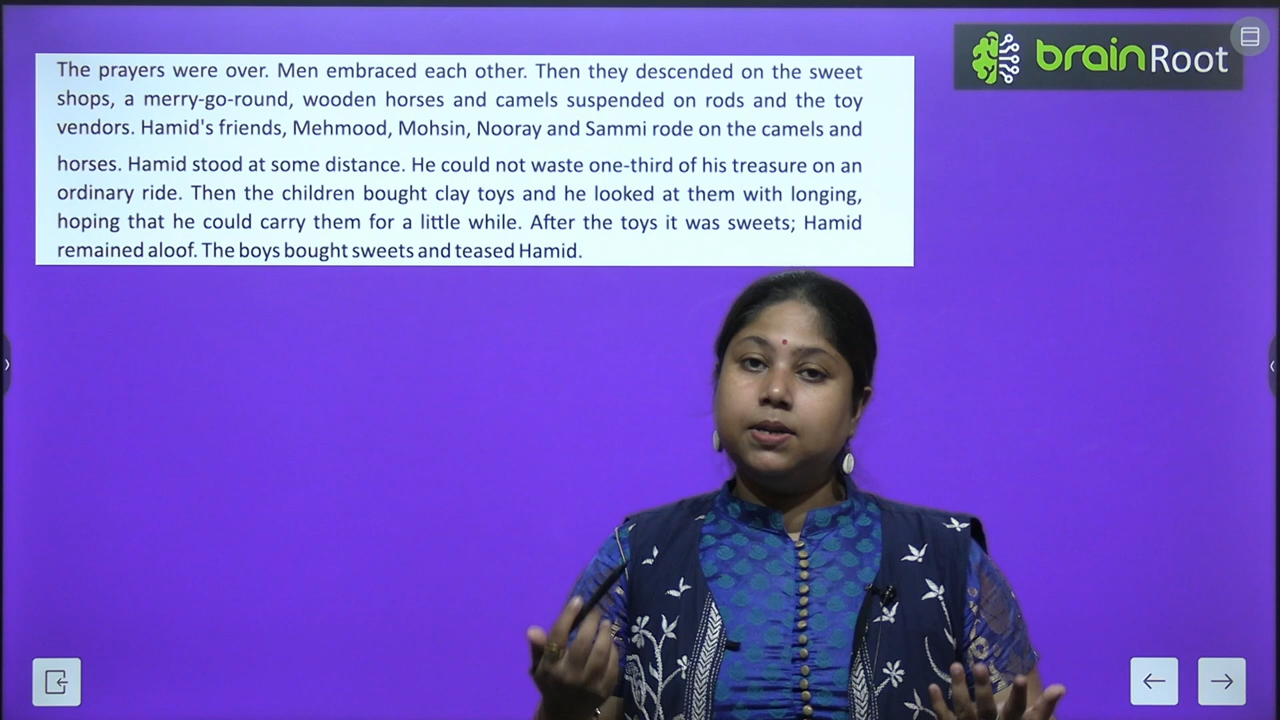 brainRoot
The prayers were over. Men embraced each other. Then they descended on the sweet
shops, a merry-go-round, wooden horses and camels suspended on rods and the toy
vendors. Hamid's friends, Mehmood, Mohsin, Nooray and Sammi rode on the camels and
horses. Hamid stood at some distance. He could not waste one-third of his treasure on an
ordinary ride. Then the children bought clay toys and he looked at them with longing,
hoping that he could carry them for a little while. After the toys it was sweets; Hamid
remained aloof. The boys bought sweets and teased Hamid.